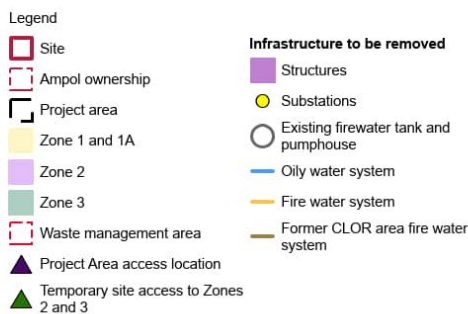 Legend
Site
Ampol ownership
Project area
Zone 1 and 1A
Zone 2
Zone 3
Waste management area
Project Area access location
Temporary site access to Zones
2 and 3
Infrastructure to be removed
Structures
Substations
Existing firewater tank and
pumphouse
Oily water system
Fire water system
Former CLOR area fire water
system